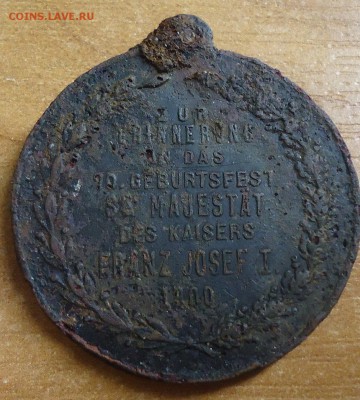 COINS.LAVE.RU
ZUR
ERINNERUNG
AN DAS
70. GEBURTSFEST
SR MAJESTÄT
DES KAISERS
FRANZ JOSEF I.
1900